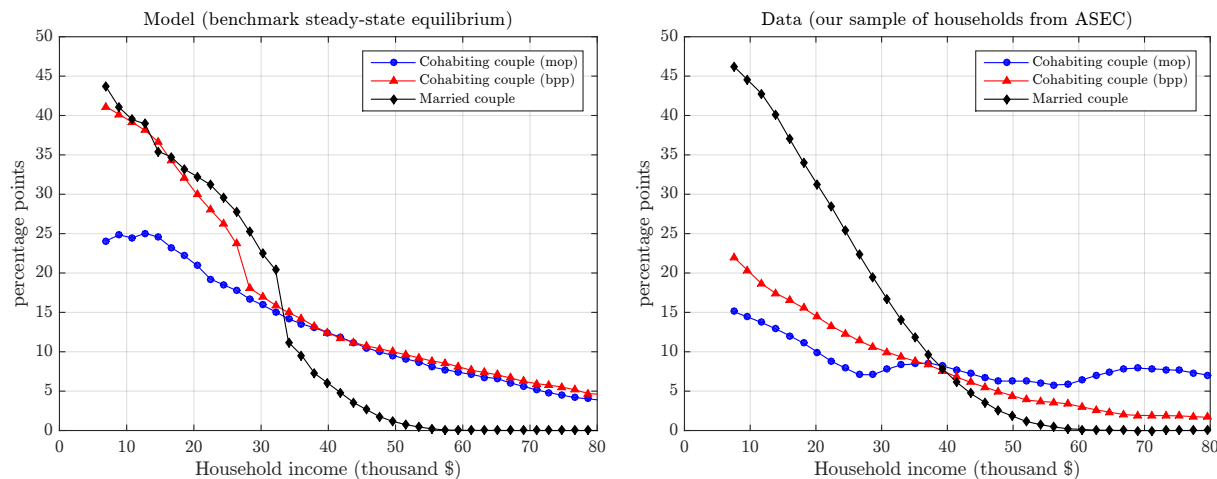 Model (benchmark steady-state equilibrium)
50
45
40
35
30
25
20
15
10
5
0
percentage points
Cohabiting couple (mop)
Cohabiting couple (bpp)
Married couple
0 10 20 30 40 50 60 70 80
Household income (thousand $)
Data (our sample of households from ASEC)
50
45
40
35
30
25
20
15
10
5
0
percentage points
Cohabiting couple (mop)
Cohabiting couple (bpp)
Married couple
0 10 20 30 40 50 60 70 80
Household income (thousand $)